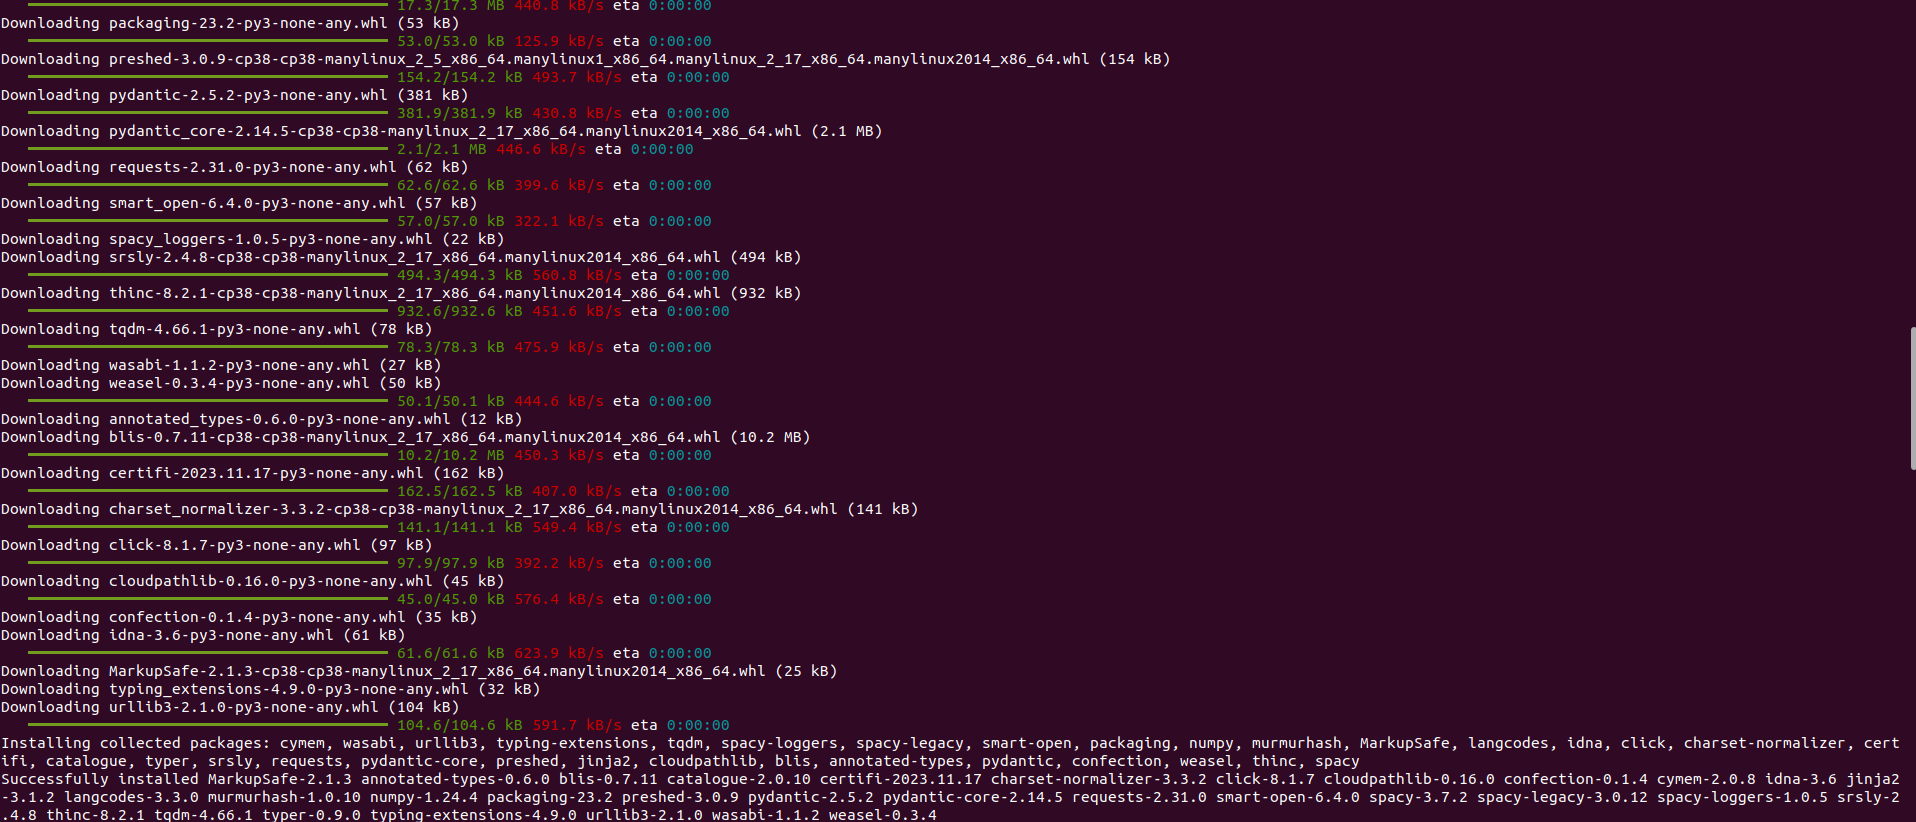 17.3/17.3 MB 440.8 kB/s eta 0:00:00
Downloading packaging-23.2-py3-none-any.whl (53 kB)
53.0/53.0 kB 125.9 kB/s eta 0:00:00
Downloading preshed-3.0.9-cp38-cp38-manylinux_2_5_x86_64.manylinux1_x86_64.manylinux_2_17_x86_64.manylinux2014_x86_64.whl (154 kB)
154.2/154.2 kB 493.7 kB/s eta 0:00:00
Downloading pydantic-2.5.2-py3-none-any.whl (381 kB)
381.9/381.9 kB 430.8 kB/s eta 0:00:00
Downloading pydantic_core-2.14.5-cp38-cp38-manylinux_2_17_x86_64.manylinux2014_x86_64.whl (2.1 MB)
2.1/2.1 MB 446.6 kB/s eta 0:00:00
Downloading requests-2.31.0-py3-none-any.whl (62 kB)
62.6/62.6 kB 399.6 kB/s eta 0:00:00
Downloading smart_open-6.4.0-py3-none-any.whl (57 kB)
57.0/57.0 kB 322.1 kB/s eta 0:00:00
Downloading spacy_loggers-1.0.5-py3-none-any.whl (22 kB)
Downloading srsly-2.4.8-cp38-cp38-manylinux_2_17_x86_64.manylinux2014_x86_64.whl (494 kB)
494.3/494.3 kB 560.8 kB/s eta 0:00:00
Downloading thinc-8.2.1-cp38-cp38-manylinux_2_17_x86_64.manylinux2014_x86_64.whl (932 kB)
932.6/932.6 kB 451.6 kB/s eta 0:00:00
Downloading tqdm-4.66.1-py3-none-any.whl (78 kB)
78.3/78.3 kB 475.9 kB/s eta 0:00:00
Downloading wasabi-1.1.2-py3-none-any.whl (27 kB)
Downloading weasel-0.3.4-py3-none-any.whl (50 kB)
50.1/50.1 kB 444.6 kB/s eta 0:00:00
Downloading annotated_types-0.6.0-py3-none-any.whl (12 kB)
Downloading blis-0.7.11-cp38-cp38-manylinux_2_17_x86_64.manylinux2014_x86_64.whl (10.2 MB)
10.2/10.2 MB 450.3 kB/s eta 0:00:00
Downloading certifi-2023.11.17-py3-none-any.whl (162 kB)
162.5/162.5 kB 407.0 kB/s eta 0:00:00
Downloading charset_normalizer-3.3.2-cp38-cp38-manylinux_2_17_x86_64.manylinux2014_x86_64.whl (141 kB)
141.1/141.1 kB 549.4 kB/s eta 0:00:00
Downloading click-8.1.7-py3-none-any.whl (97 kB)
97.9/97.9 kB 392.2 kB/s eta 0:00:00
Downloading cloudpathlib-0.16.0-py3-none-any.whl (45 kB)
45.0/45.0 kB 576.4 kB/s eta 0:00:00
Downloading confection-0.1.4-py3-none-any.whl (35 kB)
Downloading idna-3.6-py3-none-any.whl (61 kB)
61.6/61.6 kB 623.9 kB/s eta 0:00:00
Downloading MarkupSafe-2.1.3-cp38-cp38-manylinux_2_17_x86_64.manylinux2014_x86_64.whl (25 kB)
Downloading typing_extensions-4.9.0-py3-none-any.whl (32 kB)
Downloading urllib3-2.1.0-py3-none-any.whl (104 kB)
104.6/104.6 kB 591.7 kB/s eta 0:00:00
Installing collected packages: cymem, wasabi, urllib3, typing-extensions, tqdm, spacy-loggers, spacy-legacy, smart-open, packaging, numpy, murmurhash, MarkupSafe, langcodes, idna, click, charset-normalizer, cert
ifi, catalogue, typer, srsly, requests, pydantic-core, preshed, jinja2, cloudpathlib, blis, annotated-types, pydantic, confection, weasel, thinc, spacy
Successfully installed MarkupSafe-2.1.3 annotated-types-0.6.0 blis-0.7.11 catalogue-2.0.10 certifi-2023.11.17 charset-normalizer-3.3.2 click-8.1.7 cloudpathlib-0.16.0 confection-0.1.4 cymem-2.0.8 idna-3.6 jinja2
-3.1.2 langcodes-3.3.0 murmurhash-1.0.10 numpy-1.24.4 packaging-23.2 preshed-3.0.9 pydantic-2.5.2 pydantic-core-2.14.5 requests-2.31.0 smart-open-6.4.0 spacy-3.7.2 spacy-legacy-3.0.12 spacy-loggers-1.0.5 srsly-2
.4.8 thinc-8.2.1 tqdm-4.66.1 typer-0.9.0 typing-extensions-4.9.0 urllib3-2.1.0 wasabi-1.1.2 weasel-0.3.4